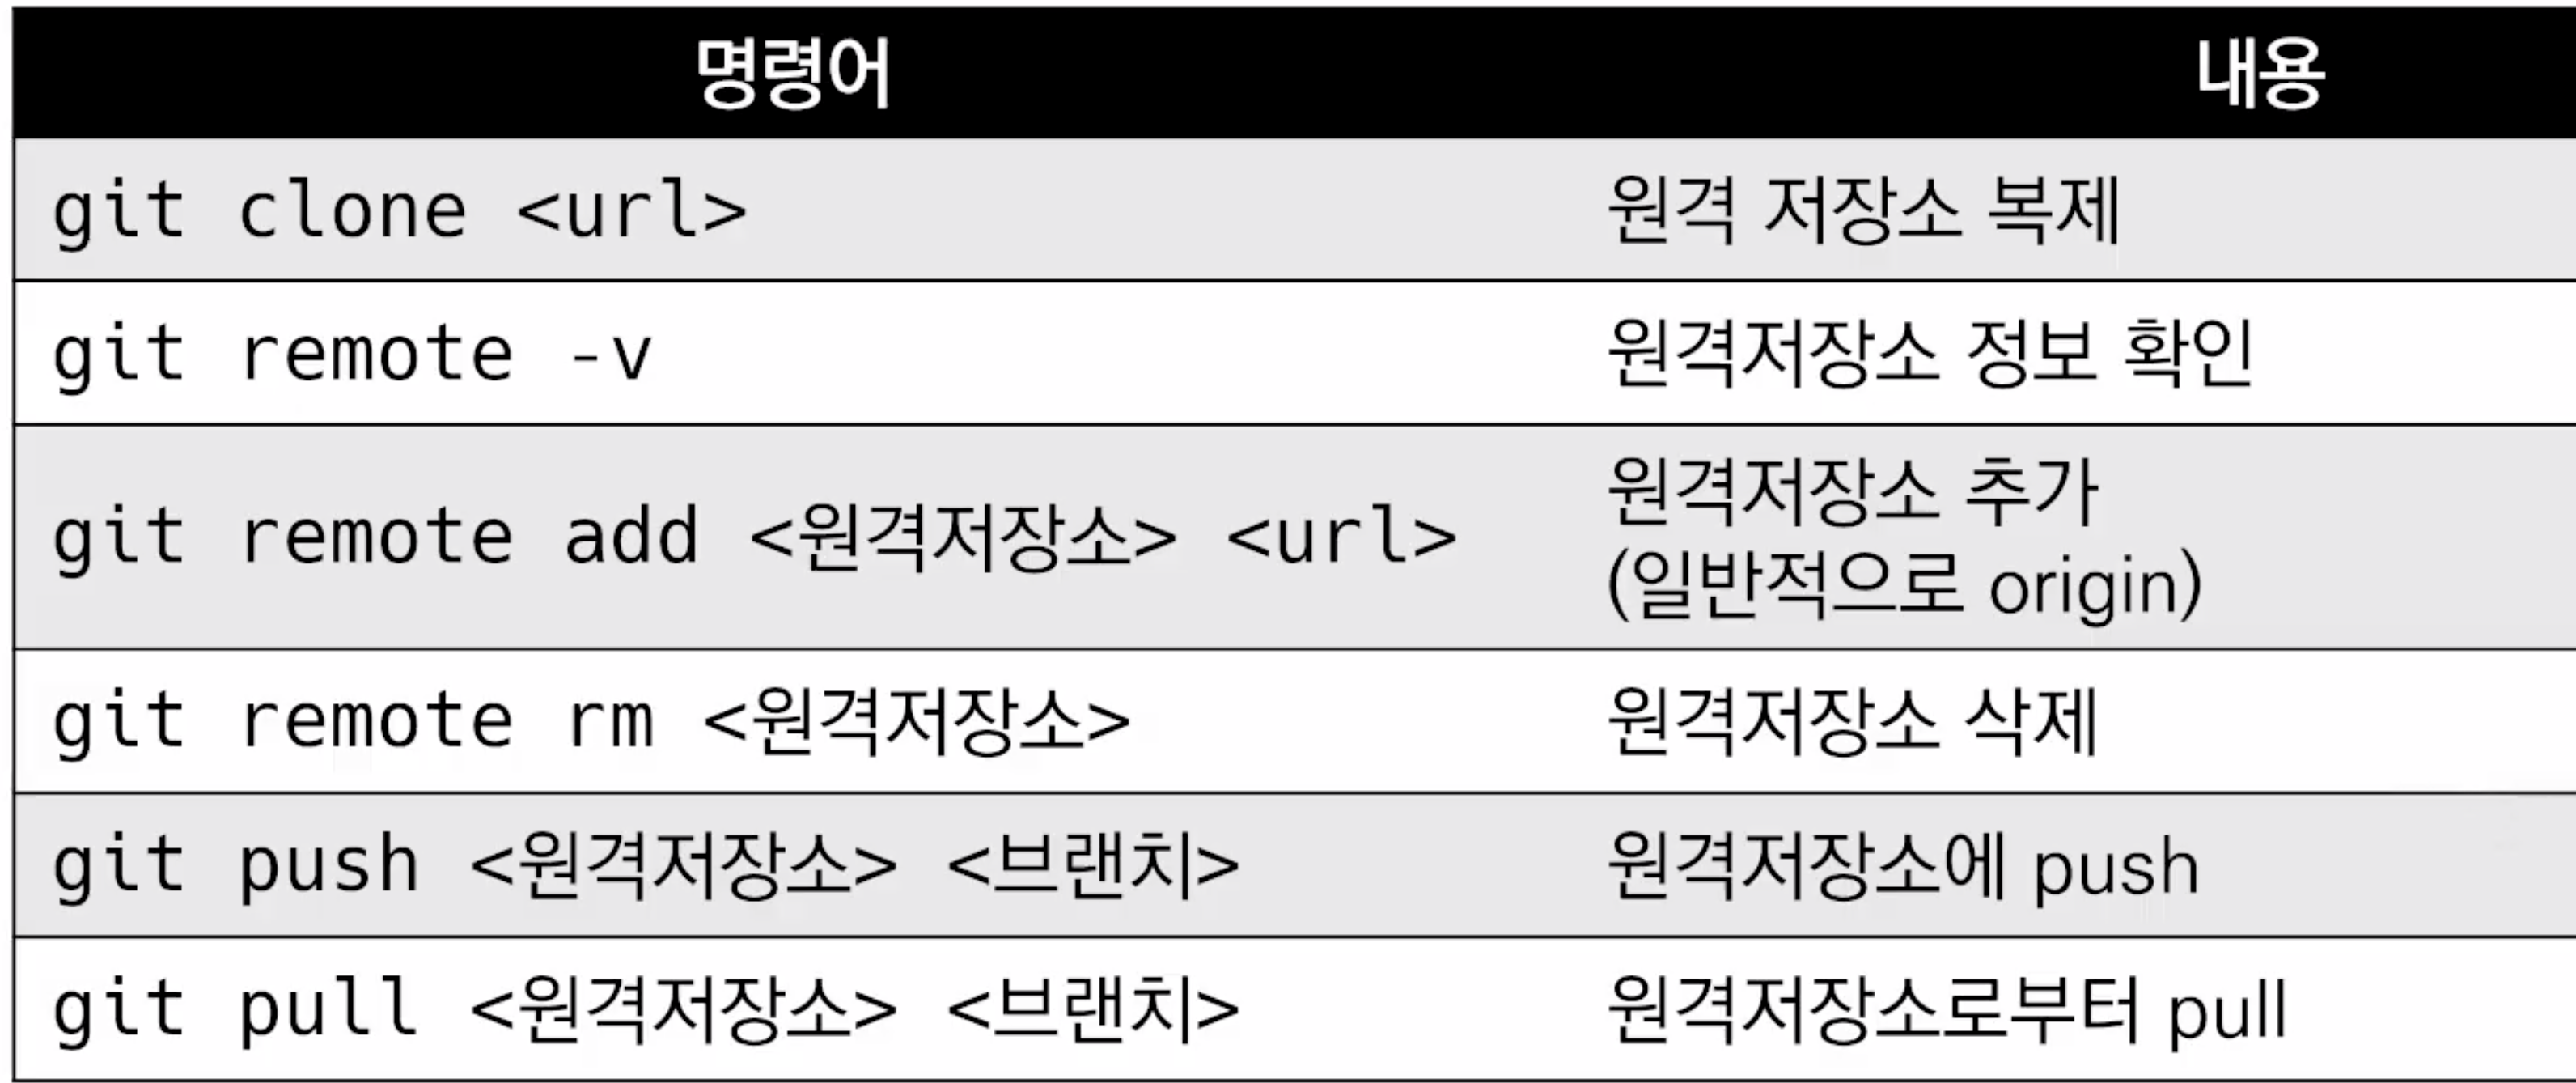 명령어 내용
git clone <url> 원격 저장소 복제
git remote -v 원격저장소 정보 확인
git remote add <원격저장소> <url> 원격저장소 추가
(일반적으로 origin)
git remote rm <원격저장소> 원격저장소 삭제
git push <원격저장소> <브랜치> 원격저장소에 push
git pull <원격저장소> <브랜치> 원격저장소로부터 pull